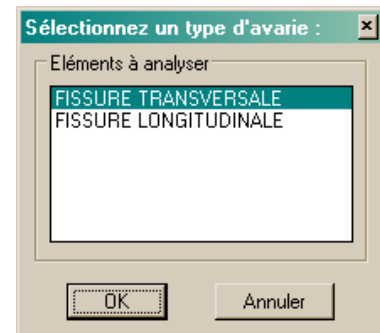 Sélectionnez un type d'avarie :
Eléments à analyser
FISSURE TRANSVERSALE
FISSURE LONGITUDINALE
OK Annuler